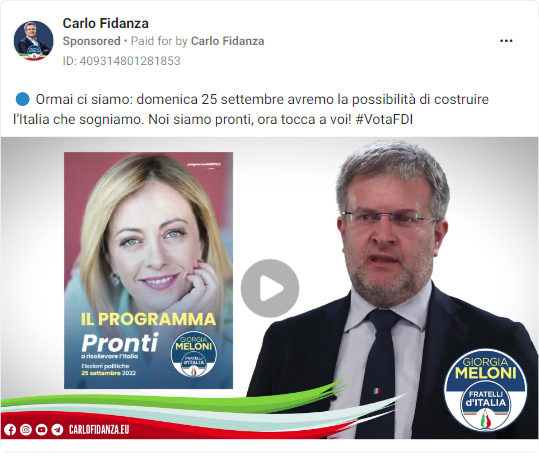 Carlo Fidanza
Sponsored • Paid for by Carlo Fidanza
ID: 409314801281853
Ormai ci siamo: domenica 25 settembre avremo la possibilità di costruire
l'Italia che sogniamo. Noi siamo pronti, ora tocca a voi! #VotaFDI
IL PROGRAMMA
Pronti
a risollevare l'Italia
Elezioni politiche
25 settembre 2022
GIORGIA
MELONI
FRATELLI
d'ITALIA
GIORGIA
MELONI
FRATELLI
d'ITALIA
CARLOFIDANZA.EU